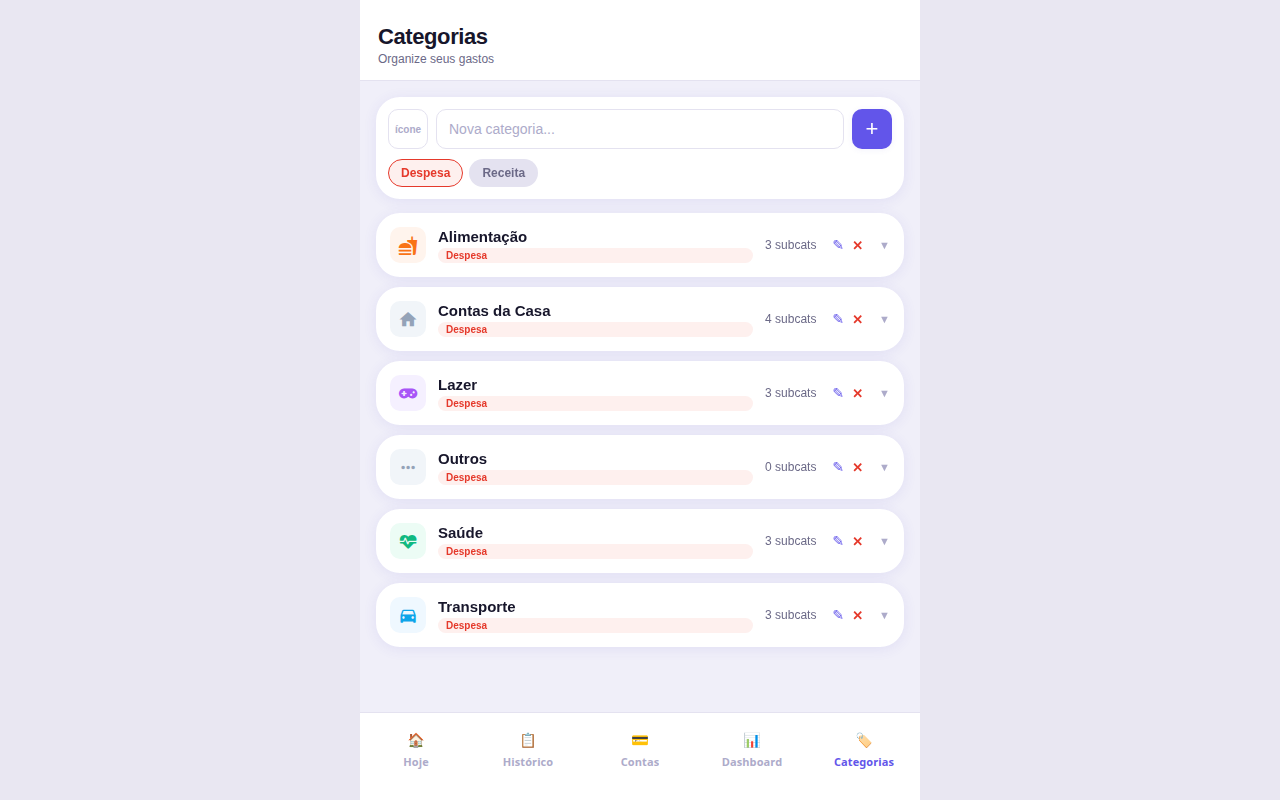 Categorias
Organize seus gastos
ícone
Nova categoria...
+
Despesa
Receita
Alimentação
Despesa
3 subcats
Contas da Casa
Despesa
4 subcats
Lazer
Despesa
3 subcats
Outros
Despesa
0 subcats
Saúde
Despesa
3 subcats
Transporte
Despesa
3 subcats
Hoje
Histórico
Contas
Dashboard
Categorias